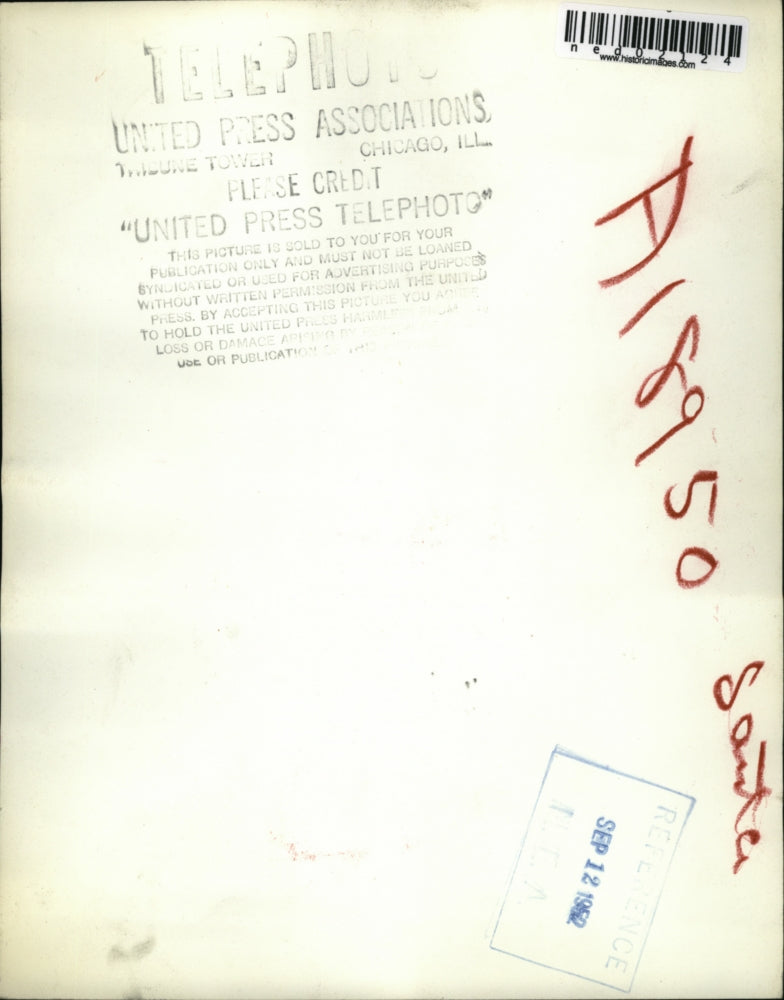 TELEPHOTO
UNITED PRESS ASSOCIATIONS
TRIBUNE TOWER CHICAGO, ILL.
PLEASE CREDIT
"UNITED PRESS TELEPHOTO"
THIS PICTURE IS SOLD TO YOU FOR YOUR
PUBLICATION ONLY AND MUST NOT BE LOANED
SYNDICATED OR USED FOR ADVERTISING PURPOSES
WITHOUT WRITTEN PERMISSION FROM THE UNITED
PRESS. BY ACCEPTING THIS PICTURE YOU AGREE
TO HOLD THE UNITED PRESS HARMLESS FROM
LOSS OR DAMAGE ARISING BY
USE OR PUBLICATION
ned02124
www.historicimages.com
A18950
REFERENCE
SEP 12 1952
N.E.A.